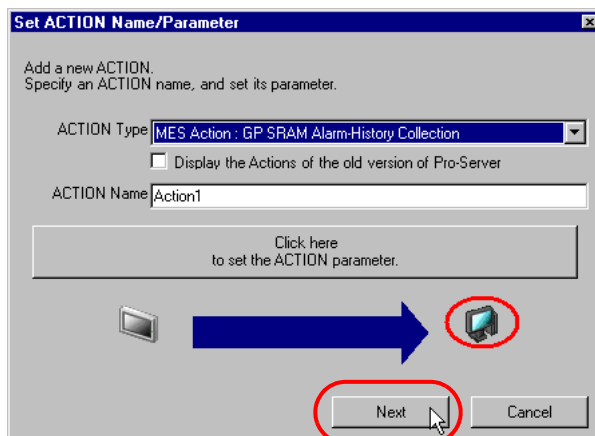 Set ACTION Name/Parameter
Add a new ACTION.
Specify an ACTION name, and set its parameter.
ACTION Type MES Action : GP SRAM Alarm-History Collection
Display the Actions of the old version of Pro-Server
ACTION Name Action1
Click here
to set the ACTION parameter.
Next Cancel